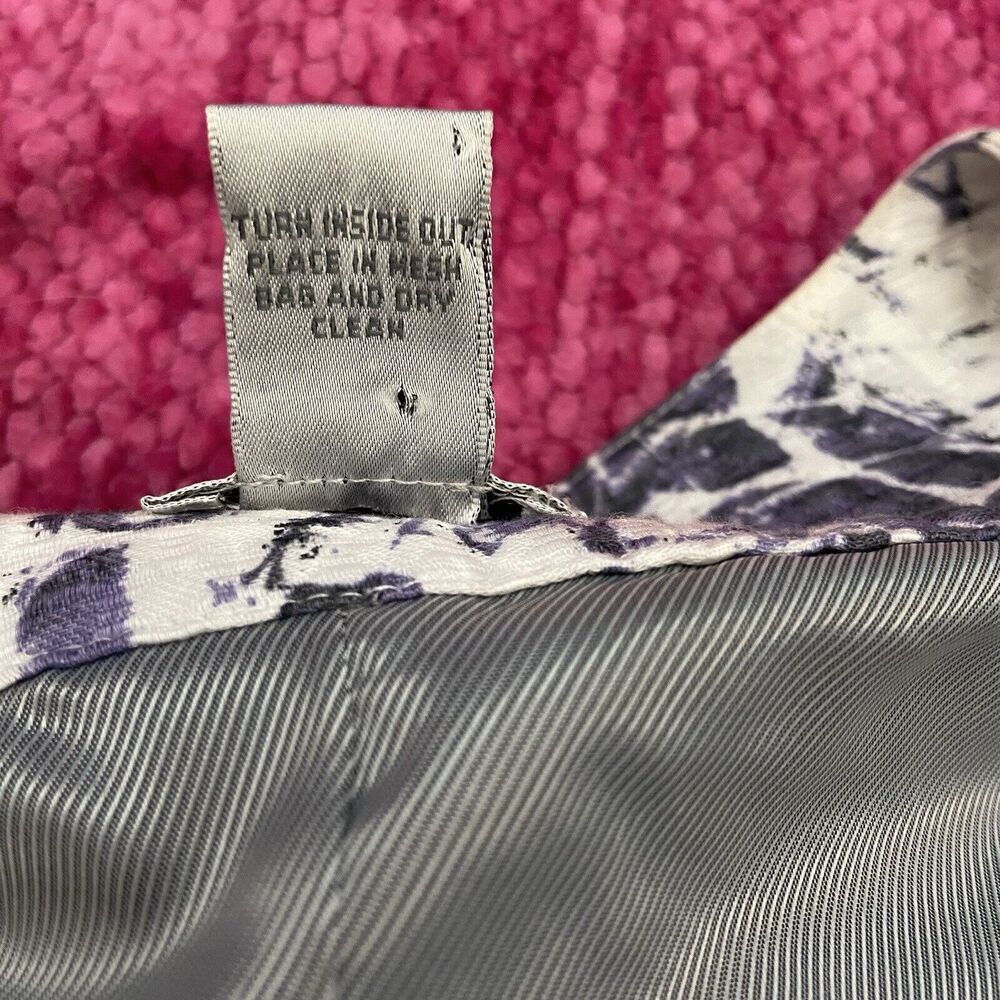 TURN INSIDE OUT,
PLACE IN MESH
BAG AND DRY
CLEAN